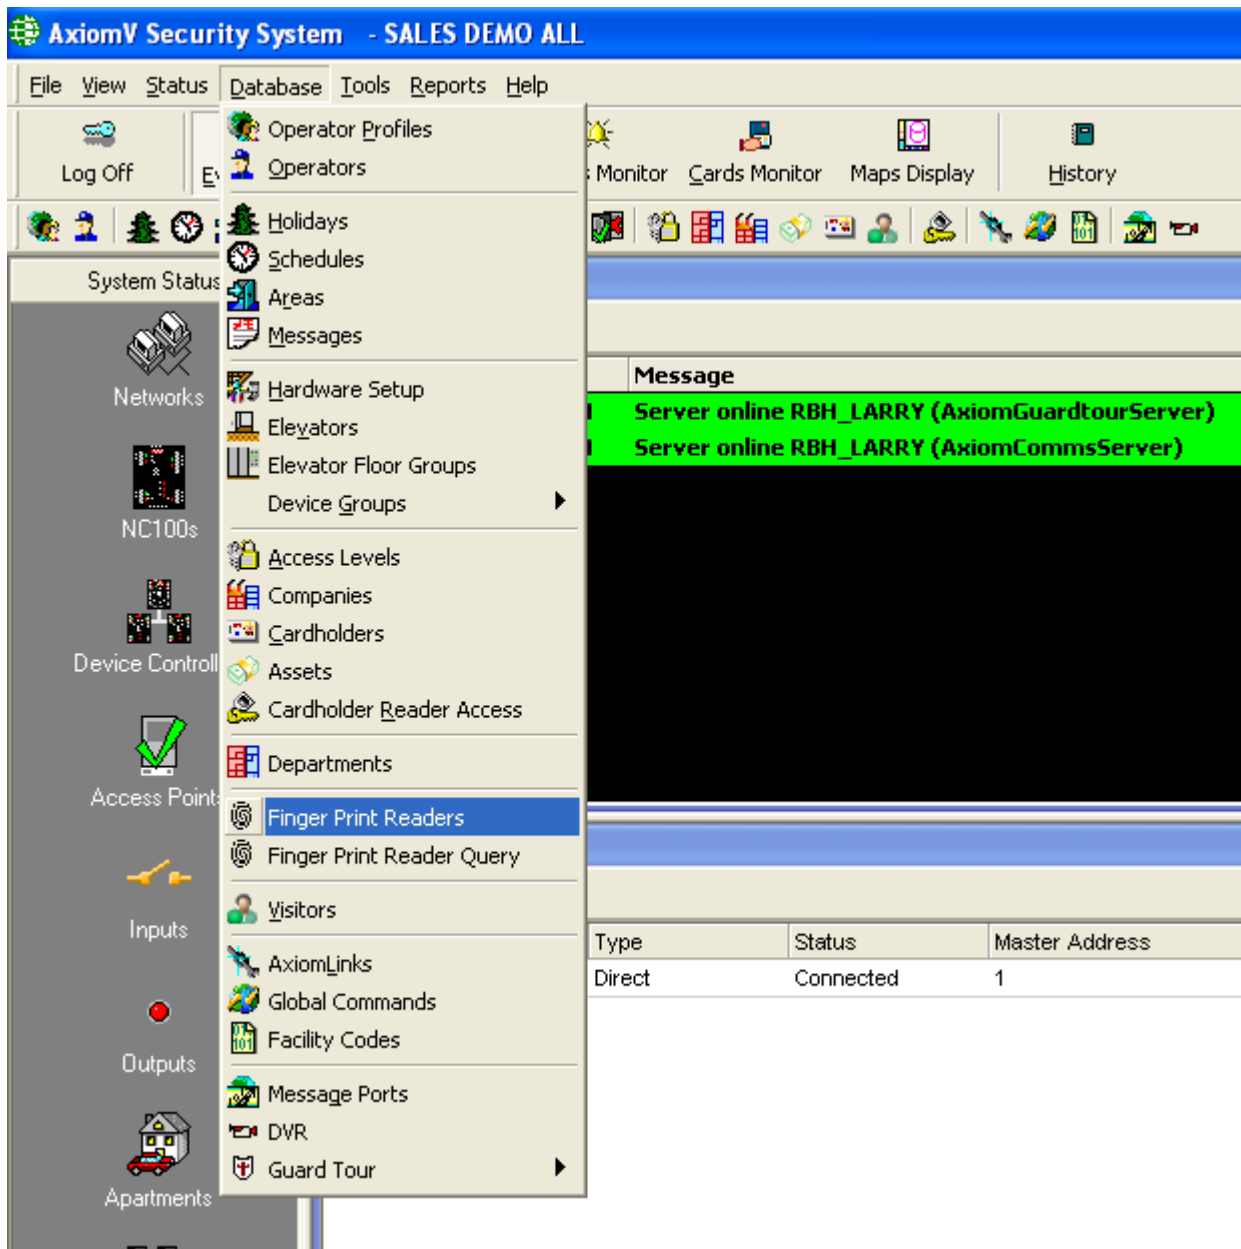 AxiomV Security System - SALES DEMO ALL
File View Status Database Tools Reports Help
Log Off
Monitor Cards Monitor Maps Display History
Operator Profiles
Operators
Holidays
Schedules
Areas
Messages
Hardware Setup
Elevators
Elevator Floor Groups
Device Groups
Access Levels
Companies
Cardholders
Assets
Cardholder Reader Access
Departments
Finger Print Readers
Finger Print Reader Query
Visitors
AxiomLinks
Global Commands
Facility Codes
Message Ports
DVR
Guard Tour
System Status
Networks
NC100s
Device Controll
Access Points
Inputs
Outputs
Apartments
Message
Server online RBH_LARRY (AxiomGuardtourServer)
Server online RBH_LARRY (AxiomCommsServer)
Type Status Master Address
Direct Connected 1